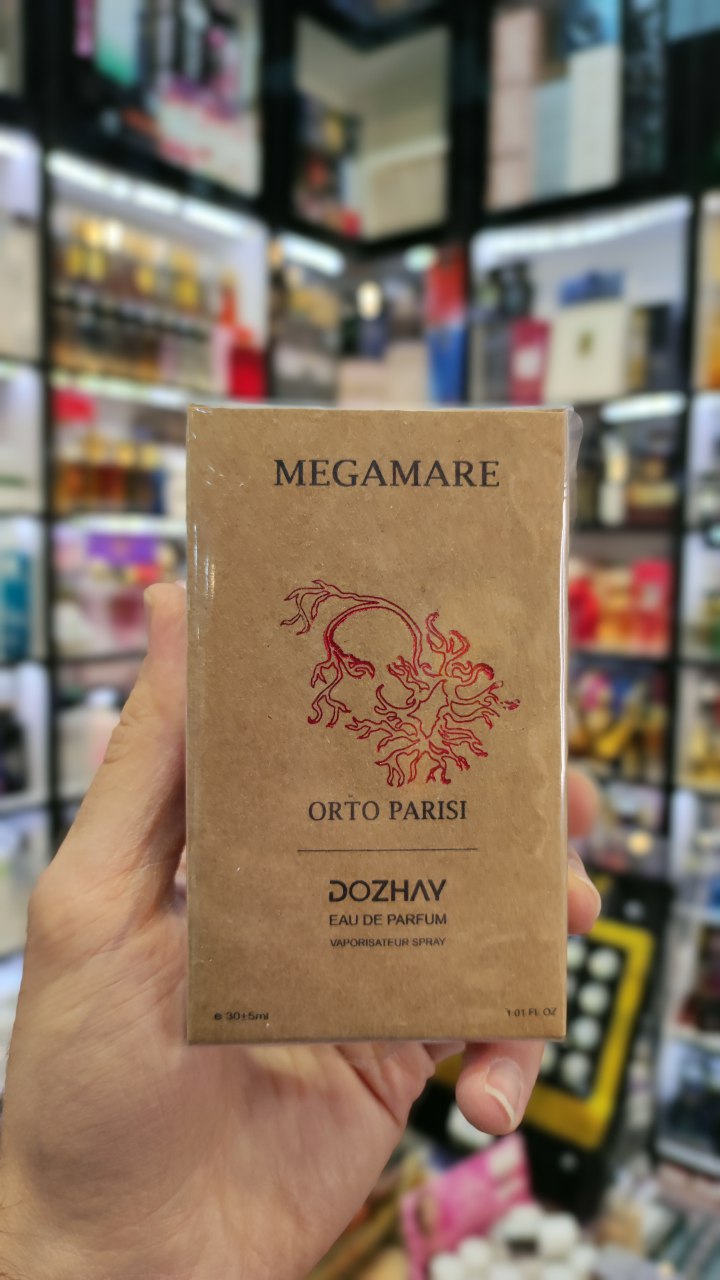 MEGAMARE
ORTO PARISI
DOZHAY
EAU DE PARFUM
VAPORISATEUR SPRAY
e 30±5ml
1.01 FL OZ